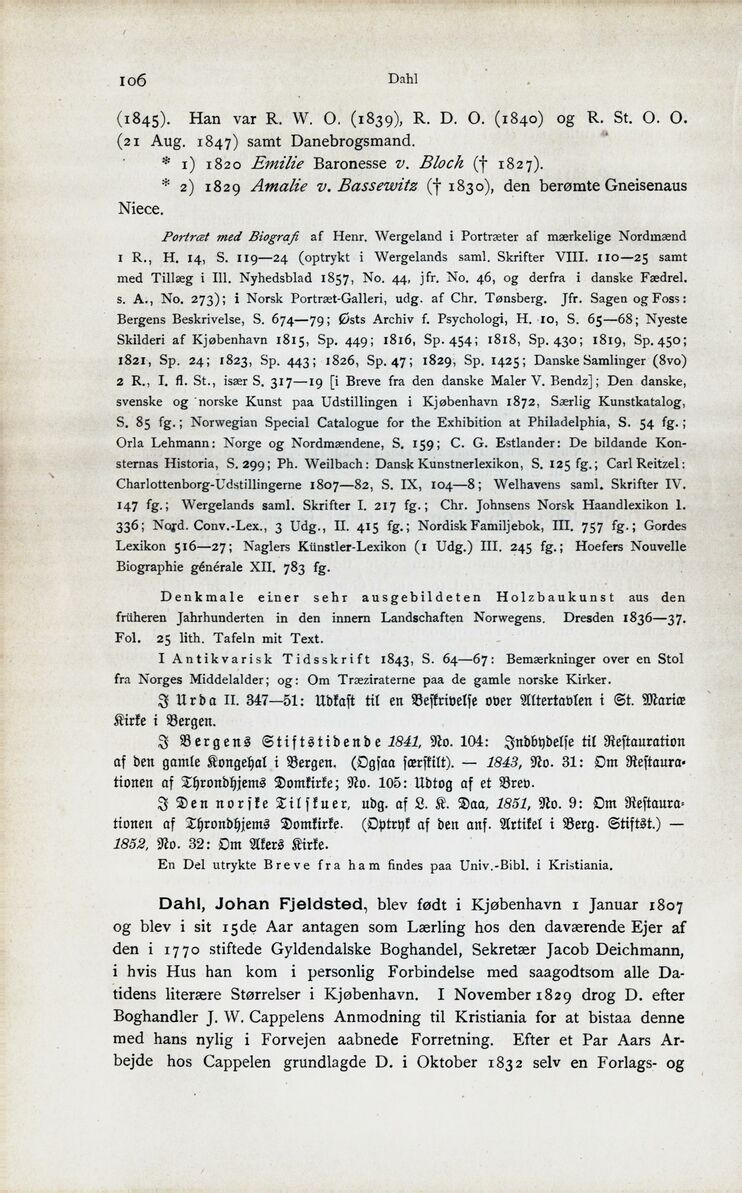 106 Dahl
(1845). Han var R. W. O. (1839), R. D. O. (1840) og R. St. O. O.
(21 Aug. 1847) samt Danebrogsmand.
* 1) 1820 Emilie Baronesse v. Bloch († 1827).
* 2) 1829 Amalie v. Bassewitz († 1830), den berømte Gneisenaus
Niece.
Portræt med Biografi af Henr. Wergeland i Portræter af mærkelige Nordmænd
1 R., H. 14, S. 119—24 (optrykt i Wergelands saml. Skrifter VIII. 110—25 samt
med Tillæg i Ill. Nyhedsblad 1857, No. 44, jfr. No. 46, og derfra i danske Fædrel.
s. A., No. 273); i Norsk Portræt-Galleri, udg. af Chr. Tønsberg. Jfr. Sagen og Foss:
Bergens Beskrivelse, S. 674—79; Østs Archiv f. Psychologi, H. 10, S. 65—68; Nyeste
Skilderi af Kjøbenhavn 1815, Sp. 449; 1816, Sp. 454; 1818, Sp. 430; 1819, Sp. 450;
1821, Sp. 24; 1823, Sp. 443; 1826, Sp. 47; 1829, Sp. 1425; Danske Samlinger (8vo)
2 R., I. fl. St., især S. 317—19 [i Breve fra den danske Maler V. Bendz]; Den danske,
svenske og norske Kunst paa Udstillingen i Kjøbenhavn 1872, Særlig Kunstkatalog,
S. 85 fg.; Norwegian Special Catalogue for the Exhibition at Philadelphia, S. 54 fg.;
Orla Lehmann: Norge og Nordmændene, S. 159; C. G. Estlander: De bildande Kon-
sternas Historia, S. 299; Ph. Weilbach: Dansk Kunstnerlexikon, S. 125 fg.; Carl Reitzel:
Charlottenborg-Udstillingerne 1807—82, S. IX, 104—8; Welhavens saml. Skrifter IV.
147 fg.; Wergelands saml. Skrifter I. 217 fg.; Chr. Johnsens Norsk Haandlexikon l.
336; Nord. Conv.-Lex., 3 Udg., II. 415 fg.; Nordisk Familjebok, III. 757 fg.; Gordes
Lexikon 516—27; Naglers Künstler-Lexikon (1 Udg.) III. 245 fg.; Hoefers Nouvelle
Biographie générale XII. 783 fg.
Denkmale einer sehr ausgebildeten Holzbaukunst aus den
früheren Jahrhunderten in den innern Landschaften Norwegens. Dresden 1836—37.
Fol. 25 lith. Tafeln mit Text.
I Antikvarisk Tidsskrift 1843, S. 64—67: Bemærkninger over en Stol
fra Norges Middelalder; og: Om Træziraterne paa de gamle norske Kirker.
I Urda II. 347—51: Udkast til en Beskrivelse over Altertavlen i St. Mariæ
Kirke i Bergen.
I Bergens Stiftstidende 1841, No. 104: Indbydelse til Restauration
af den gamle Kongehal i Bergen. (Ogsaa særskilt). — 1843, No. 31: Om Restaura-
tionen af Throndhjems Domkirke; No. 105: Udtog af et Brev.
I Den norske Tilskuer, udg. af L. K. Daa, 1851, No. 9: Om Restaura-
tionen af Throndhjems Domkirke. (Optrykt af den anf. Artikel i Berg. Stiftst.) —
1852, No. 32: Om Akers Kirke.
En Del utrykte Breve fra ham findes paa Univ.-Bibl. i Kristiania.
Dahl, Johan Fjeldsted, blev født i Kjøbenhavn 1 Januar 1807
og blev i sit 15de Aar antagen som Lærling hos den daværende Ejer af
den i 1770 stiftede Gyldendalske Boghandel, Sekretær Jacob Deichmann,
i hvis Hus han kom i personlig Forbindelse med saagodtsom alle Da-
tidens literære Størrelser i Kjøbenhavn. I November 1829 drog D. efter
Boghandler J. W. Cappelens Anmodning til Kristiania for at bistaa denne
med hans nylig i Forvejen aabnede Forretning. Efter et Par Aars Ar-
bejde hos Cappelen grundlagde D. i Oktober 1832 selv en Forlags- og